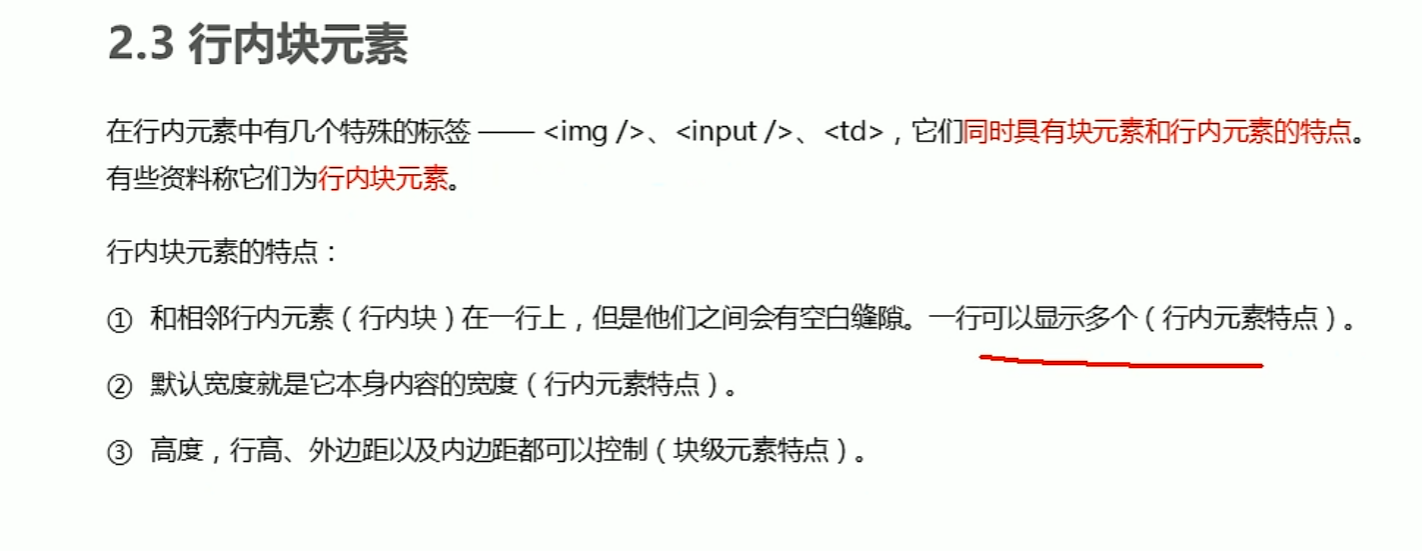 2.3 行内块元素
在行内元素中有几个特殊的标签 —— <img />、<input />、<td>，它们同时具有块元素和行内元素的特点。
有些资料称它们为行内块元素。
行内块元素的特点：
① 和相邻行内元素（行内块）在一行上，但是他们之间会有空白缝隙。一行可以显示多个（行内元素特点）。
② 默认宽度就是它本身内容的宽度（行内元素特点）。
③ 高度，行高、外边距以及内边距都可以控制（块级元素特点）。